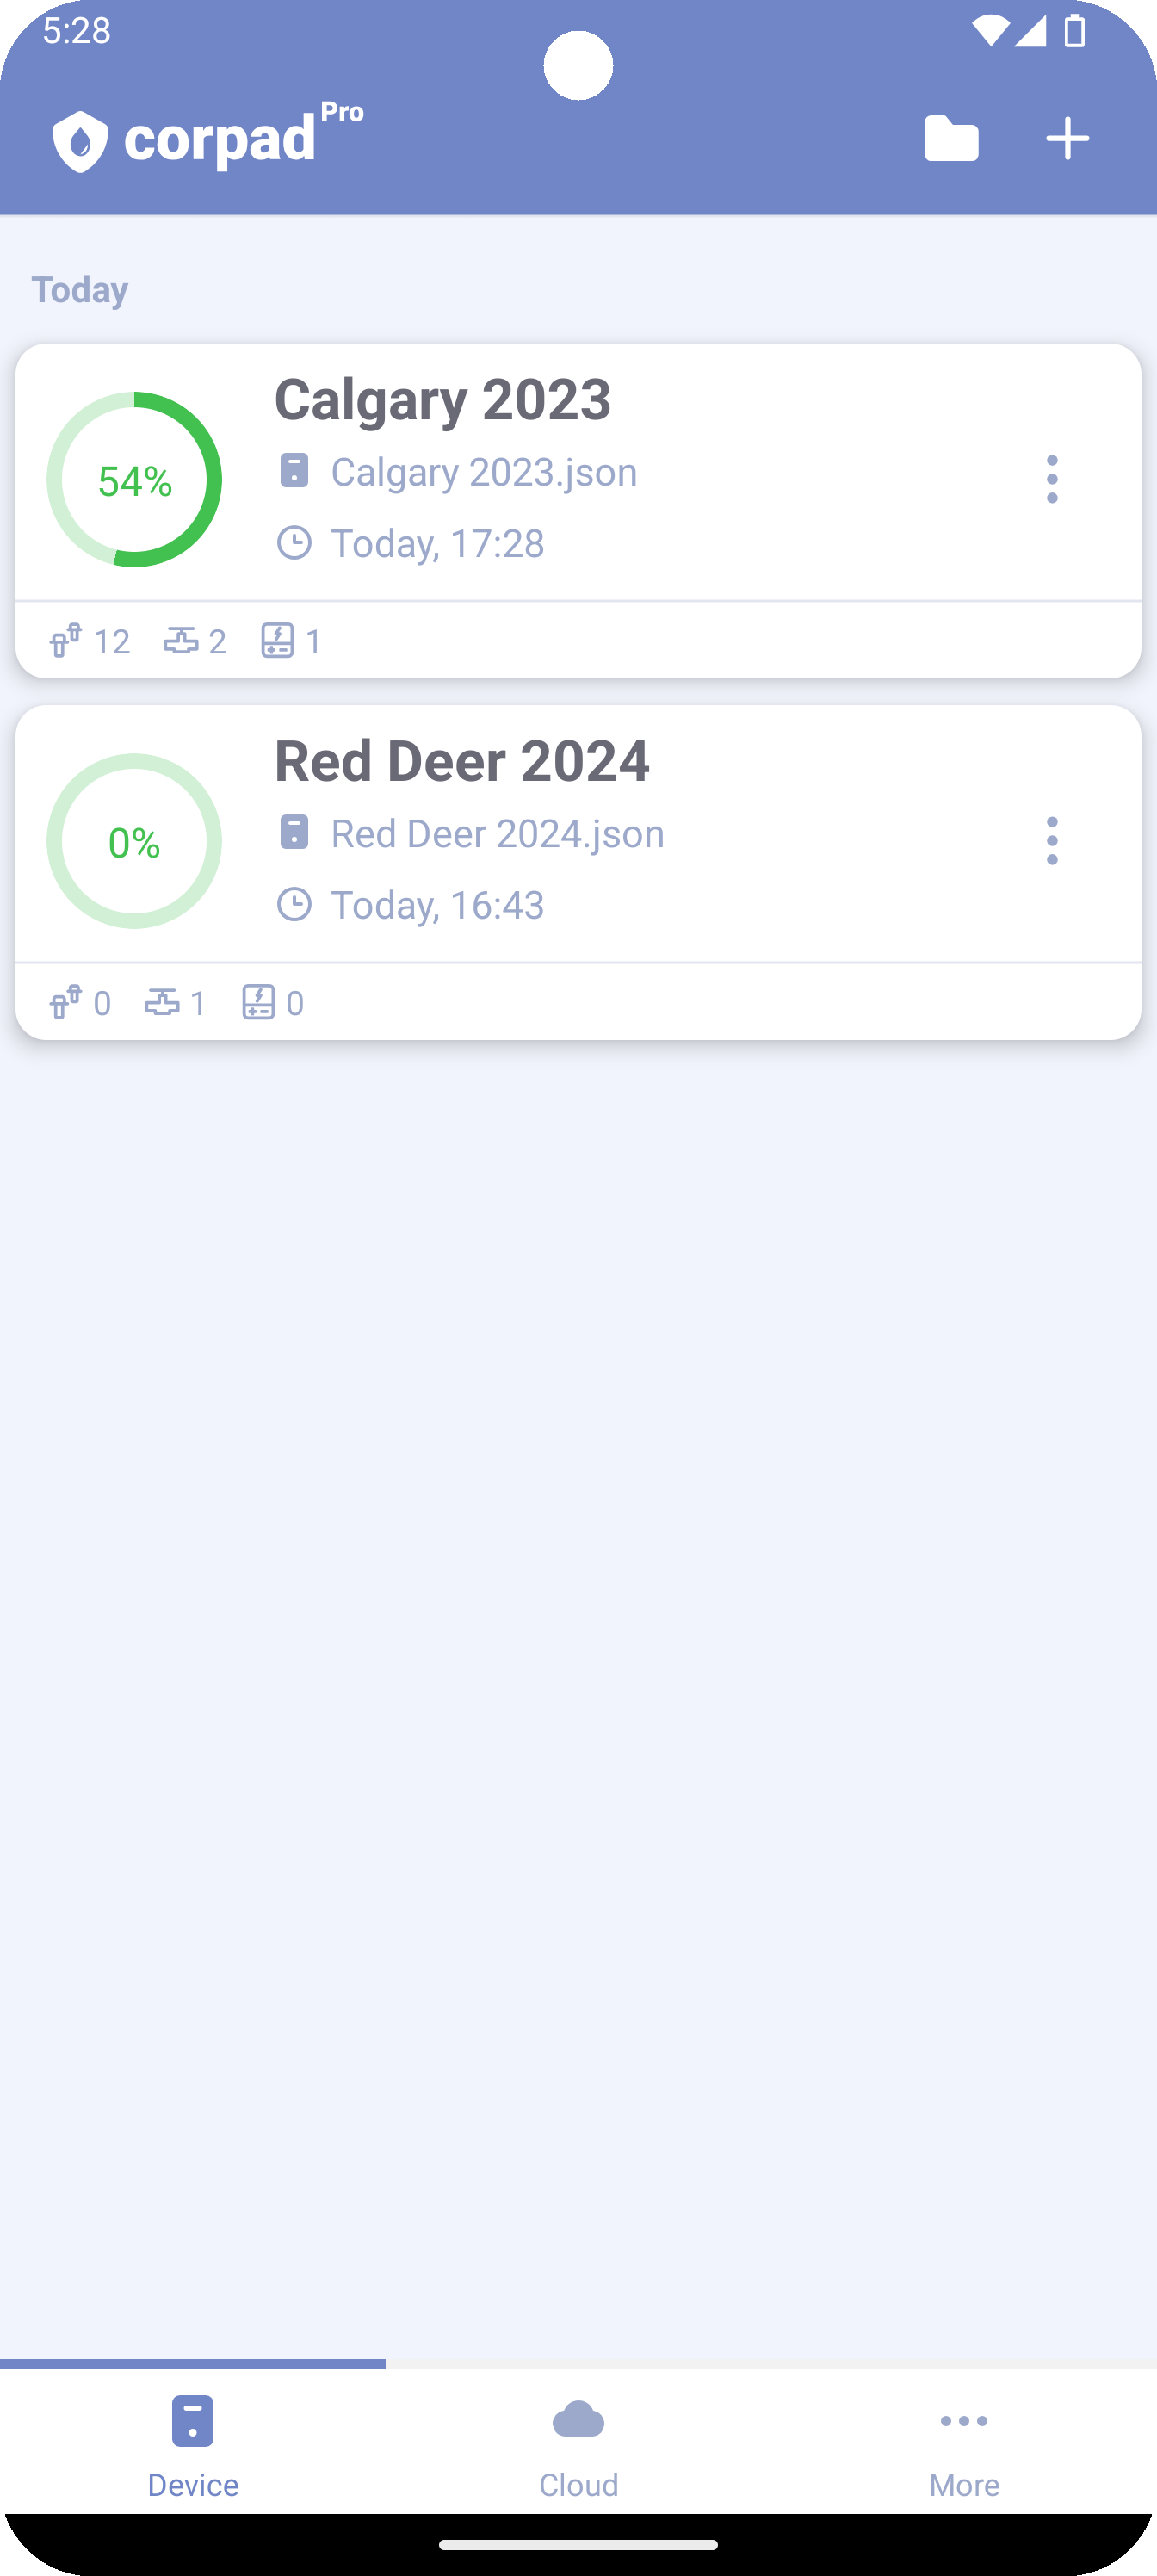 5:28
corpad Pro
Today
54%
Calgary 2023
Calgary 2023.json
Today, 17:28
12 2 1
0%
Red Deer 2024
Red Deer 2024.json
Today, 16:43
0 1 0
Device Cloud More